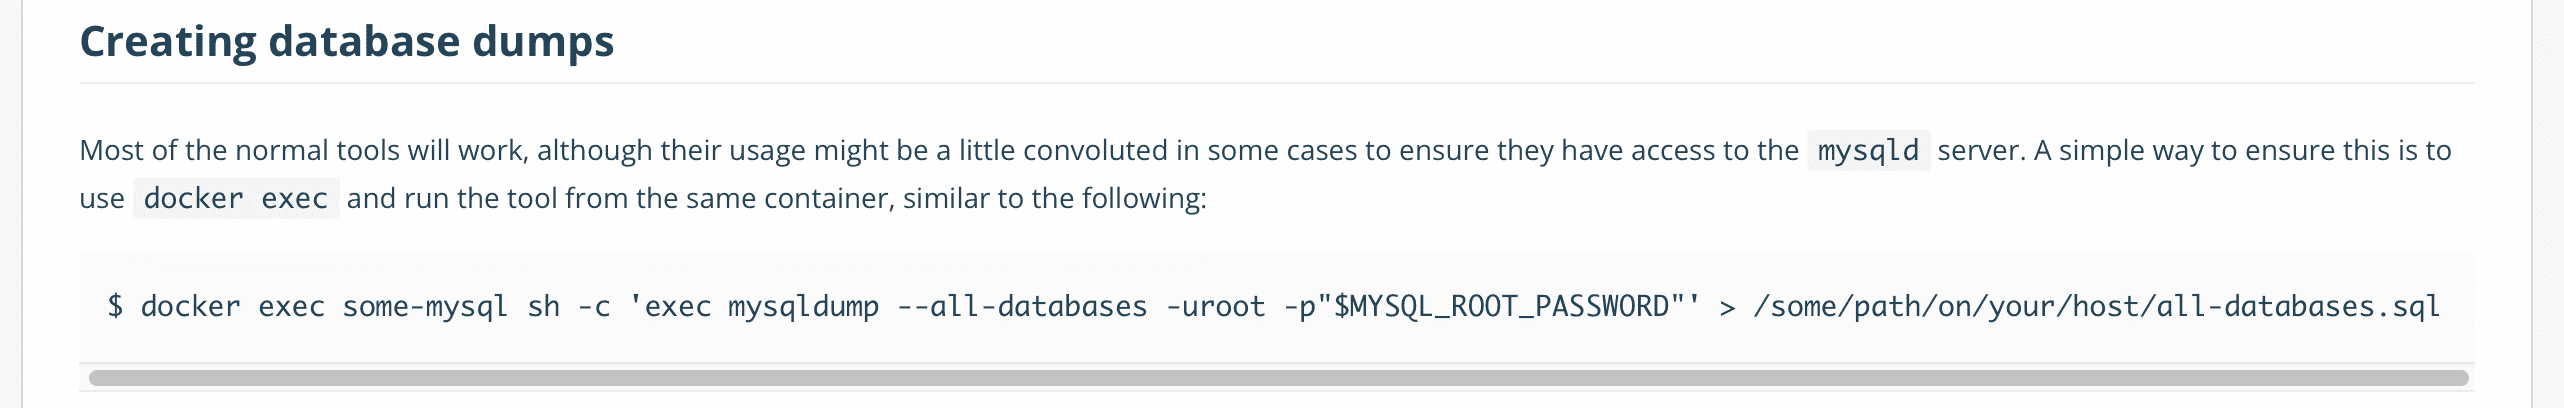 Creating database dumps
Most of the normal tools will work, although their usage might be a little convoluted in some cases to ensure they have access to the mysqld server. A simple way to ensure this is to
use docker exec and run the tool from the same container, similar to the following:
$ docker exec some-mysql sh -c 'exec mysqldump --all-databases -uroot -p"$MYSQL_ROOT_PASSWORD"' > /some/path/on/your/host/all-databases.sql